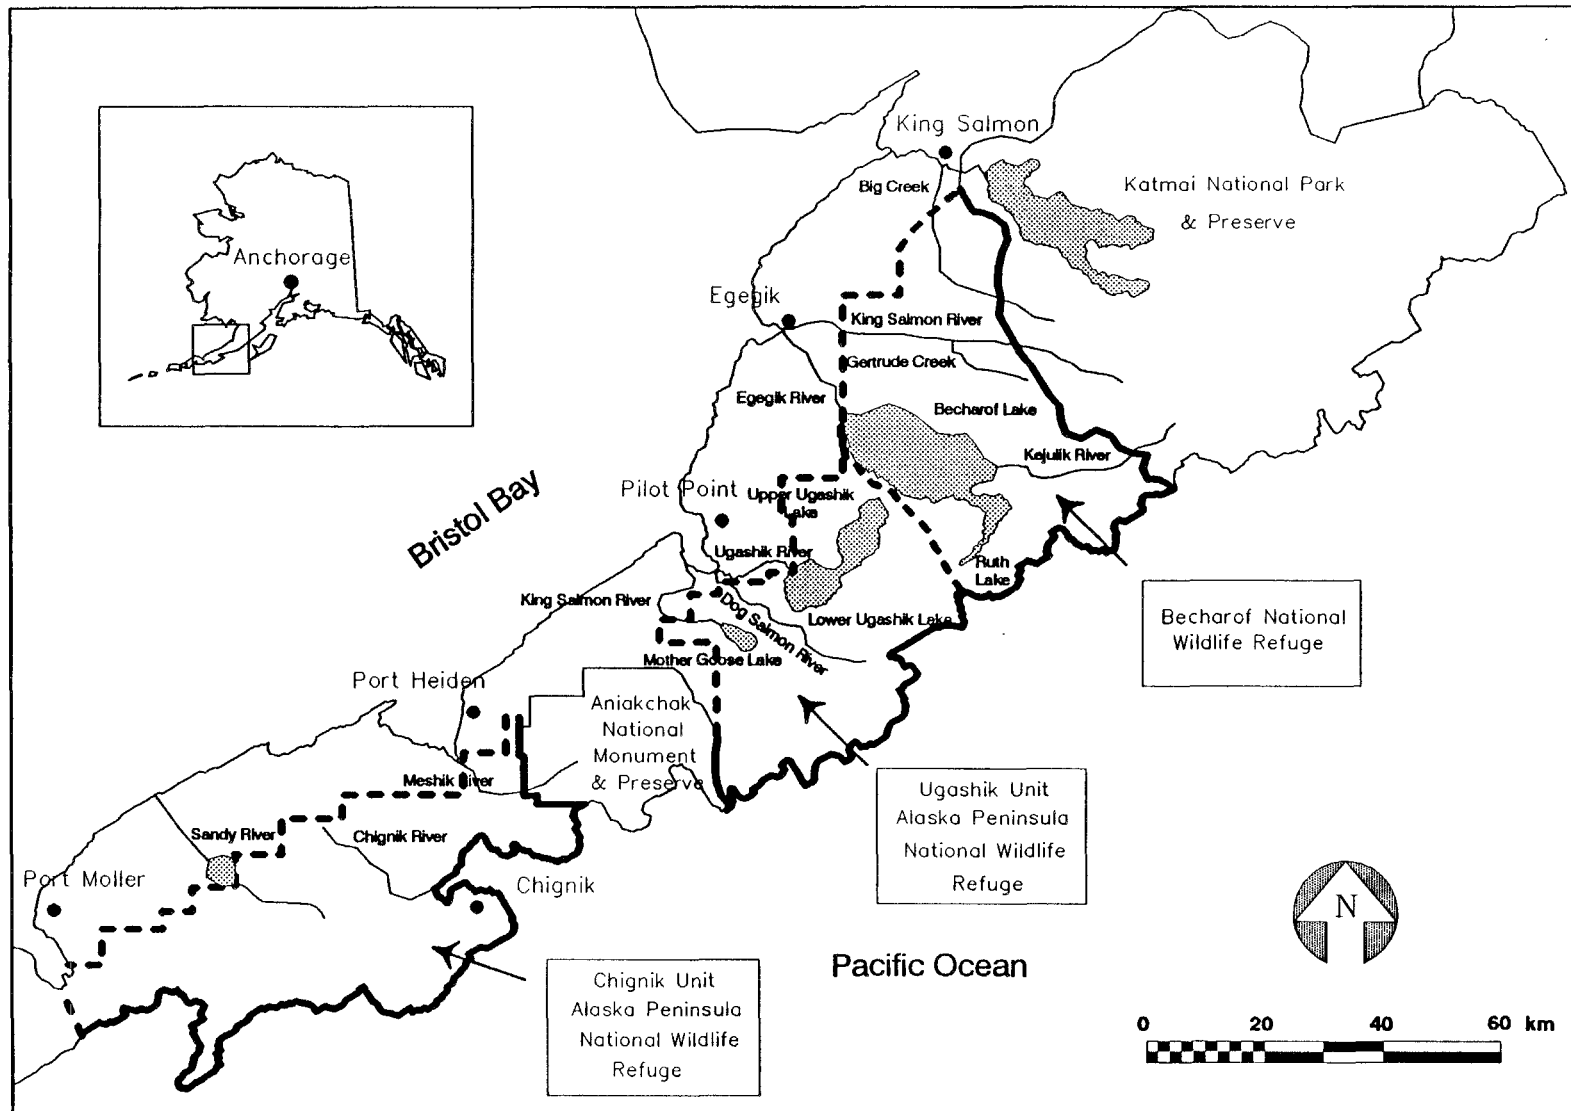 King Salmon
Big Creek
Katmai National Park
& Preserve
Anchorage
Egegik
King Salmon River
Gertrude Creek
Egegik River
Becharof Lake
Kejulik River
Bristol Bay
Pilot Point
Upper Ugashik
Lake
Ugashik River
Ruth
Lake
King Salmon River
Dog Salmon River
Lower Ugashik Lake
Becharof National
Wildlife Refuge
Mother Goose Lake
Port Heiden
Aniakchak
National
Monument
& Preserve
Meshik River
Ugashik Unit
Alaska Peninsula
National Wildlife
Refuge
Sandy River
Chignik River
Port Moller
Chignik
N
Pacific Ocean
Chignik Unit
Alaska Peninsula
National Wildlife
Refuge
0 20 40 60 km